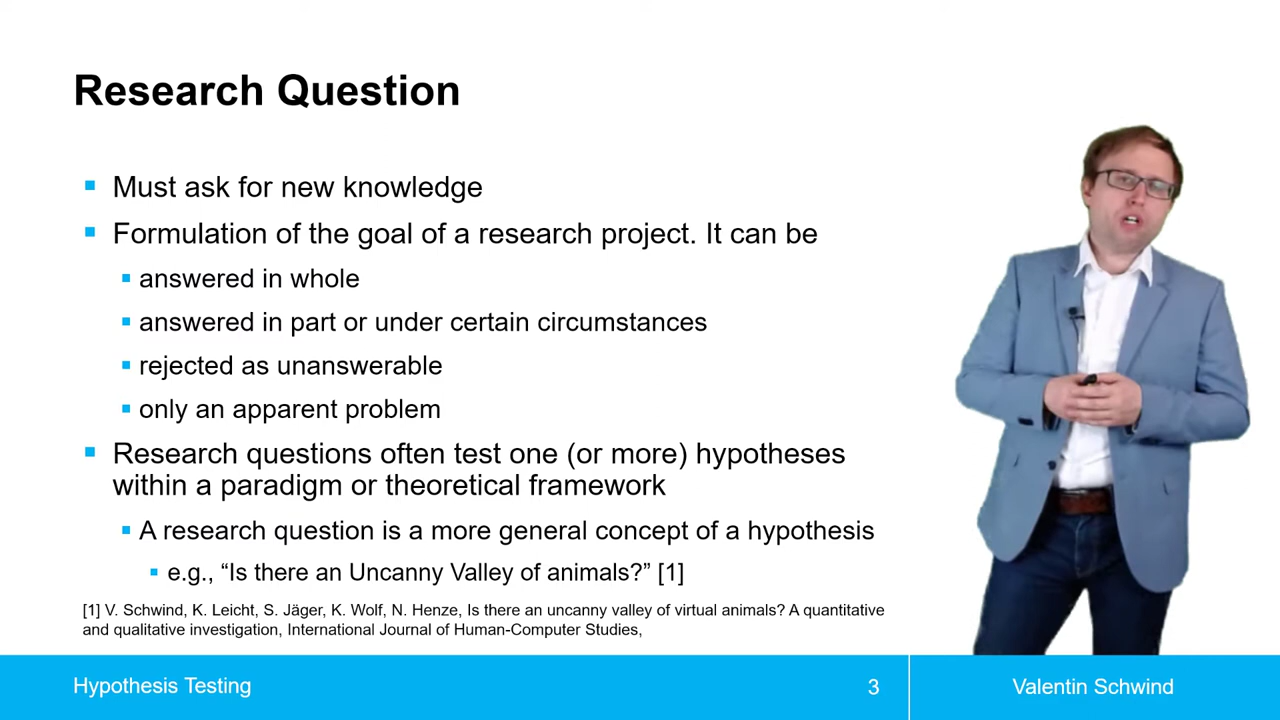 Research Question
Must ask for new knowledge
Formulation of the goal of a research project. It can be
answered in whole
answered in part or under certain circumstances
rejected as unanswerable
only an apparent problem
Research questions often test one (or more) hypotheses
within a paradigm or theoretical framework
A research question is a more general concept of a hypothesis
e.g., “Is there an Uncanny Valley of animals?” [1]
[1] V. Schwind, K. Leicht, S. Jäger, K. Wolf, N. Henze, Is there an uncanny valley of virtual animals? A quantitative
and qualitative investigation, International Journal of Human-Computer Studies,
Hypothesis Testing
3
Valentin Schwind